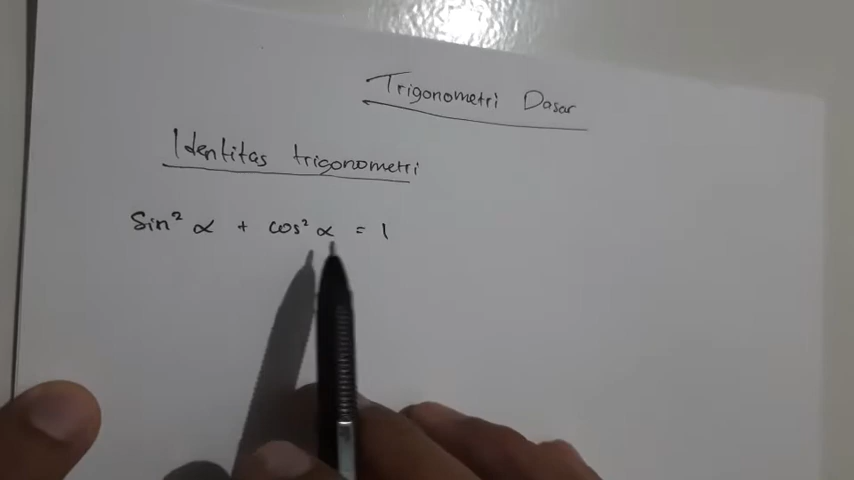 Trigonometri Dasar
Identitas trigonometri
Sin² α + cos² α = 1